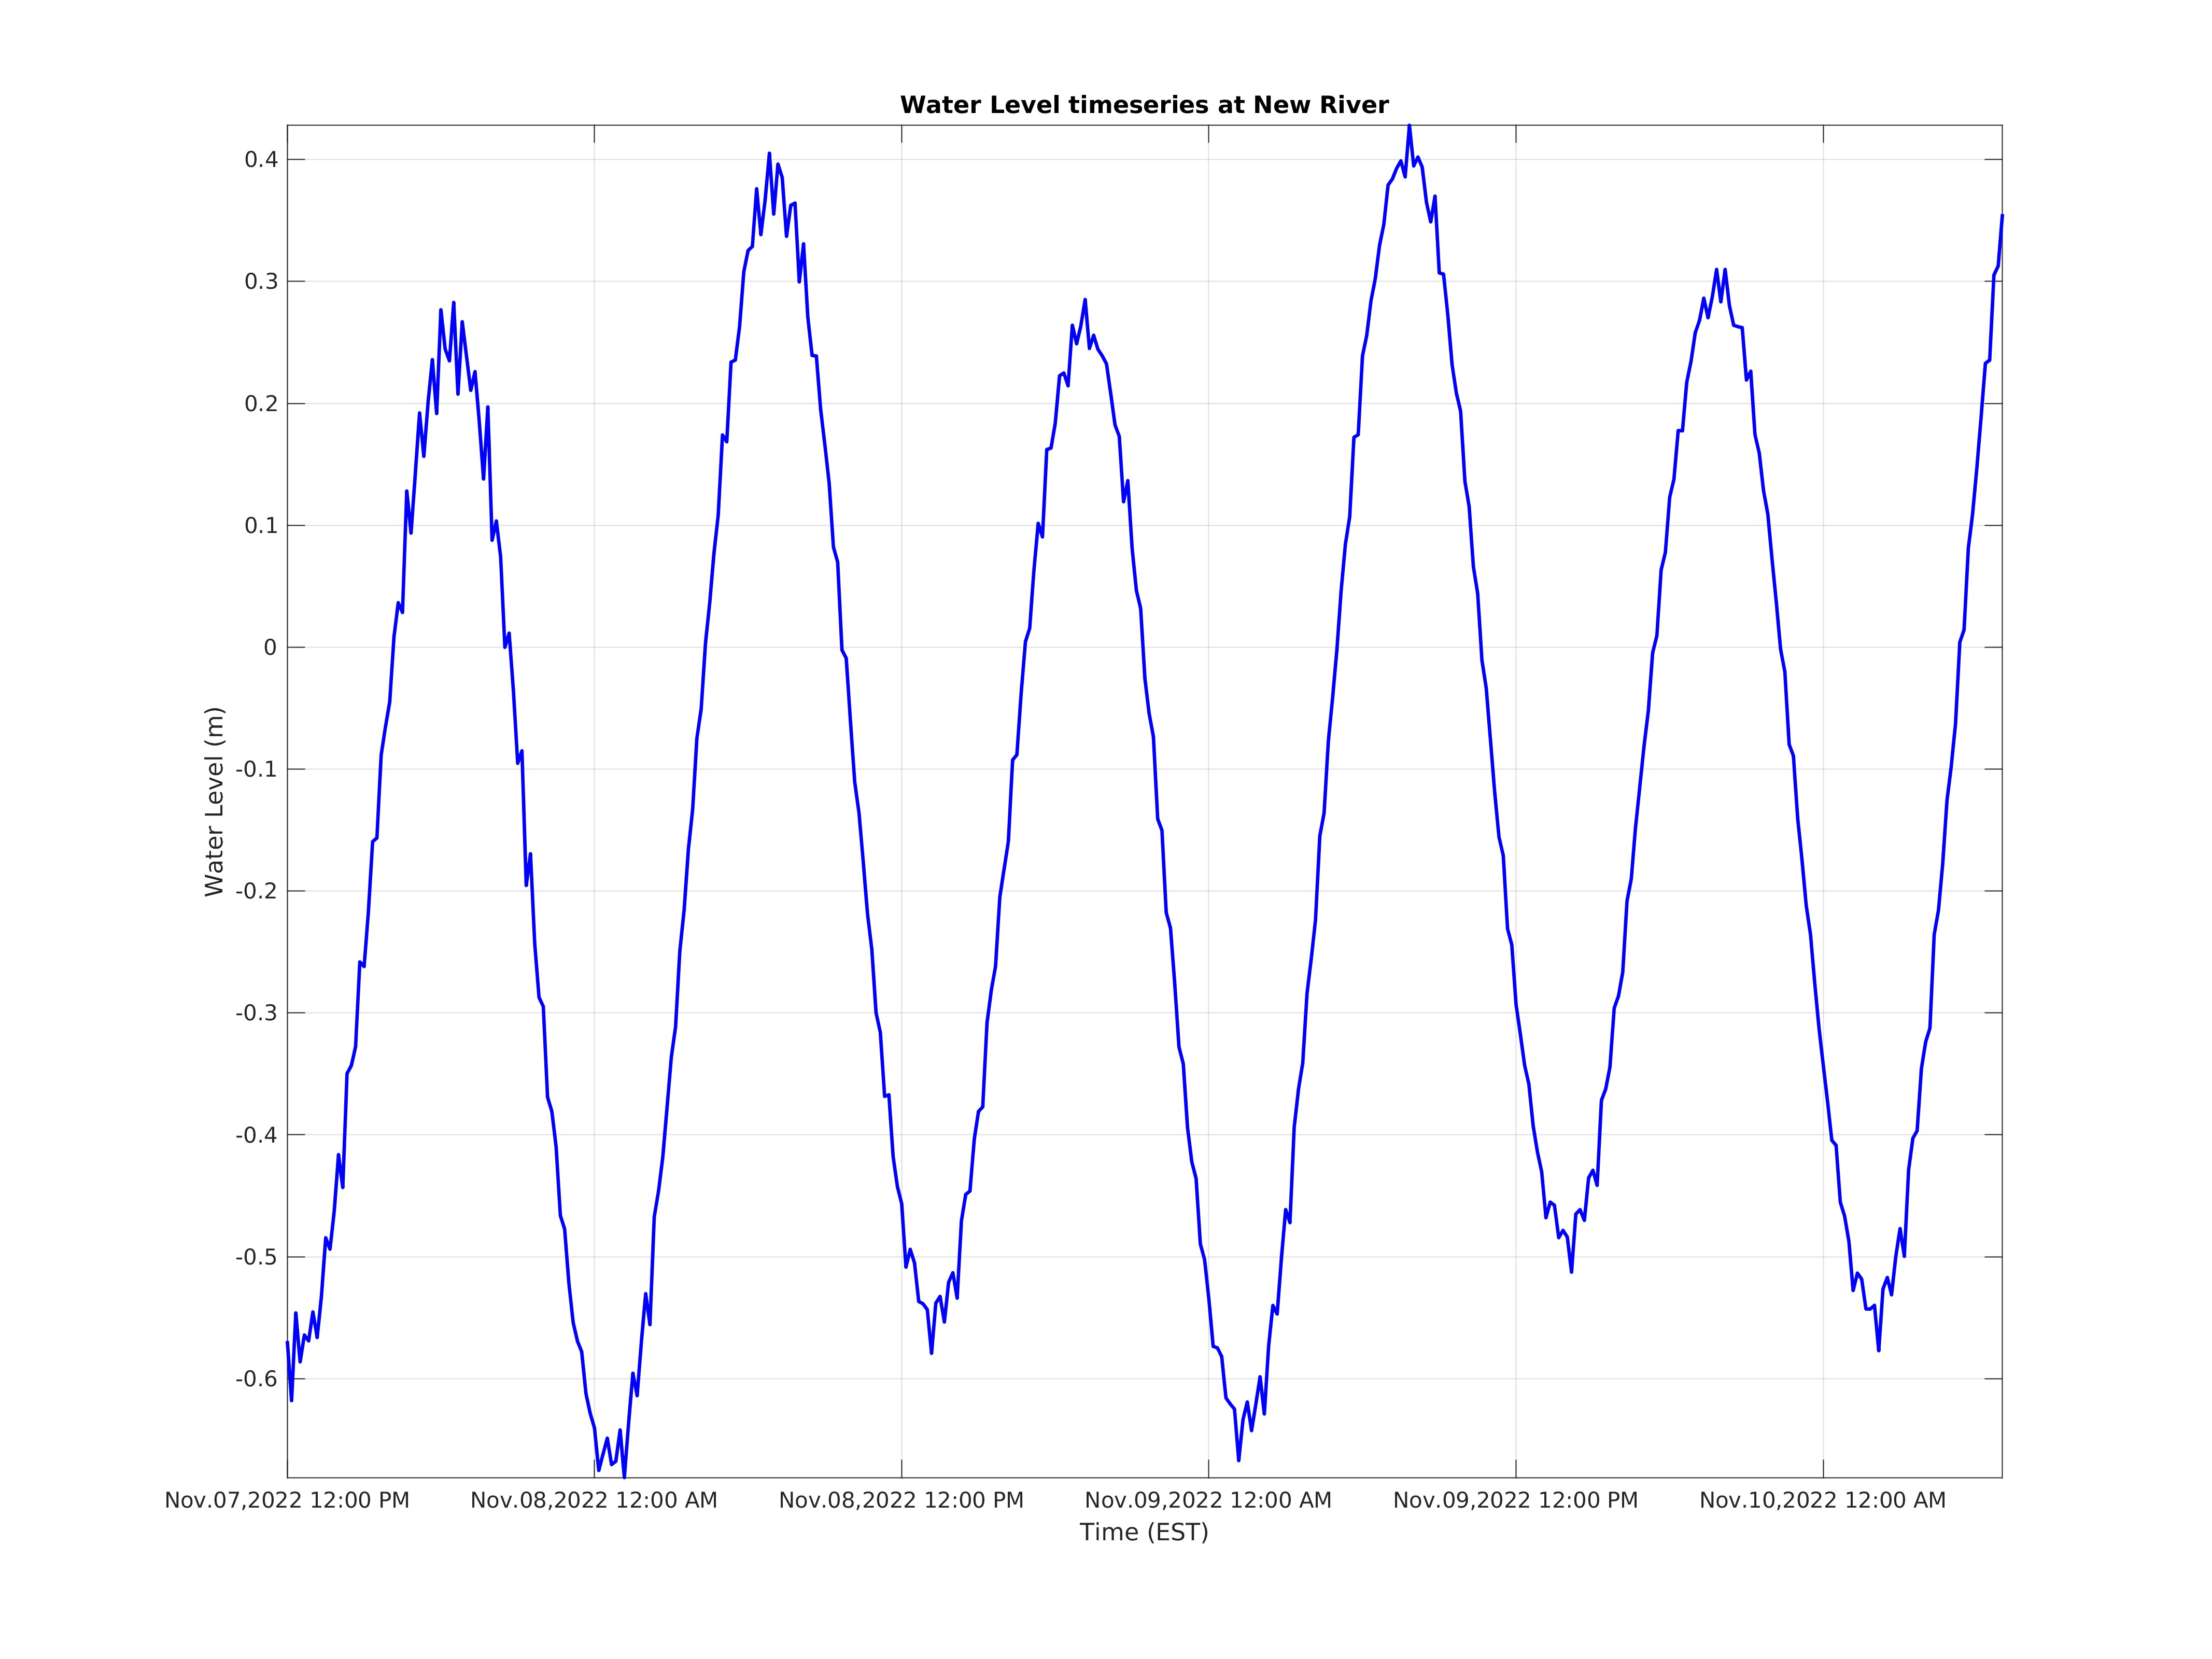 Water Level timeseries at New River
0.4
0.3
0.2
0.1
0
-0.1
-0.2
-0.3
-0.4
-0.5
-0.6
Water Level (m)
Nov.07,2022 12:00 PM Nov.08,2022 12:00 AM Nov.08,2022 12:00 PM Nov.09,2022 12:00 AM Nov.09,2022 12:00 PM Nov.10,2022 12:00 AM
Time (EST)